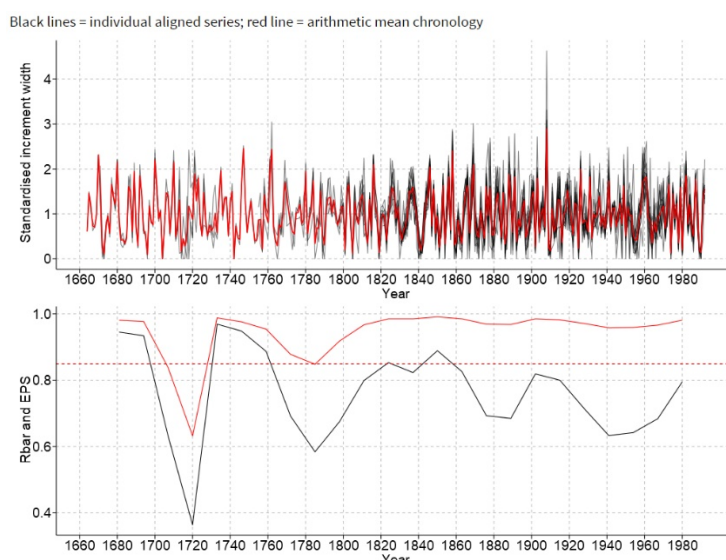 Black lines = individual aligned series; red line = arithmetic mean chronology
Standardised increment width
4
3
2
1
0
1660 1680 1700 1720 1740 1760 1780 1800 1820 1840 1860 1880 1900 1920 1940 1960 1980
Year
Rbar and EPS
1.0
0.8
0.6
0.4
1660 1680 1700 1720 1740 1760 1780 1800 1820 1840 1860 1880 1900 1920 1940 1960 1980
Year